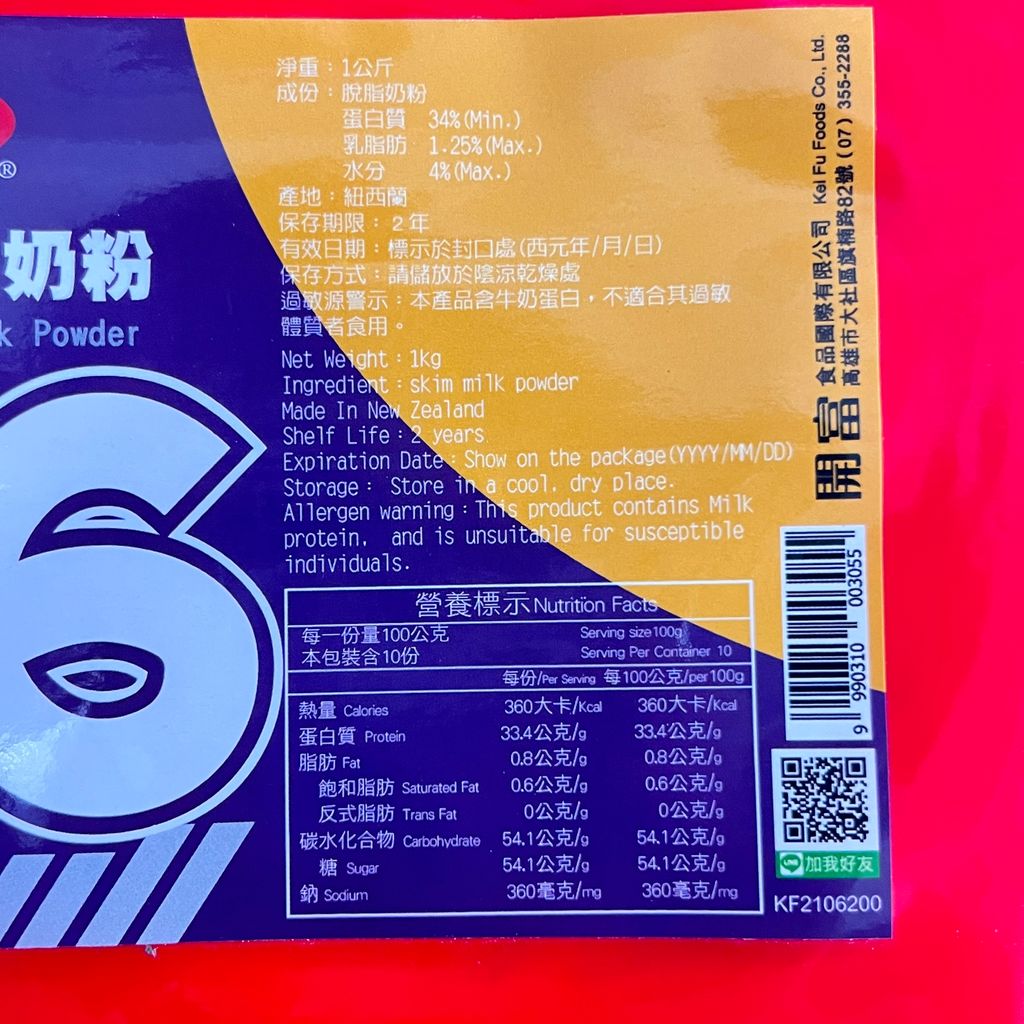 ®
奶粉
k Powder
6
淨重：1公斤
成份：脫脂奶粉
蛋白質 34%(Min.)
乳脂肪 1.25%(Max.)
水分 4%(Max.)
產地：紐西蘭
保存期限：2年
有效日期：標示於封口處(西元年/月/日)
保存方式：請儲放於陰涼乾燥處
過敏源警示：本產品含牛奶蛋白，不適合其過敏
體質者食用。
Net Weight：1kg
Ingredient：skim milk powder
Made In New Zealand
Shelf Life：2 years
Expiration Date：Show on the package(YYYY/MM/DD)
Storage： Store in a cool. dry place.
Allergen warning：This product contains Milk
protein.  and is unsuitable for susceptible
individuals.
營養標示 Nutrition Facts
每一份量100公克 Serving size 100g
本包裝含10份 Serving Per Container 10
每份/Per Serving 每100公克/per 100g
熱量 Calories 360大卡/Kcal 360大卡/Kcal
蛋白質 Protein 33.4公克/g 33.4公克/g
脂肪 Fat 0.8公克/g 0.8公克/g
飽和脂肪 Saturated Fat 0.6公克/g 0.6公克/g
反式脂肪 Trans Fat 0公克/g 0公克/g
碳水化合物 Carbohydrate 54.1公克/g 54.1公克/g
糖 Sugar 54.1公克/g 54.1公克/g
鈉 Sodium 360毫克/mg 360毫克/mg
開富 食品國際有限公司 Kei Fu Foods Co., Ltd.
高雄市大社區旗楠路82號 (07) 355-2288
9 990310 003055
LINE 加我好友
KF2106200